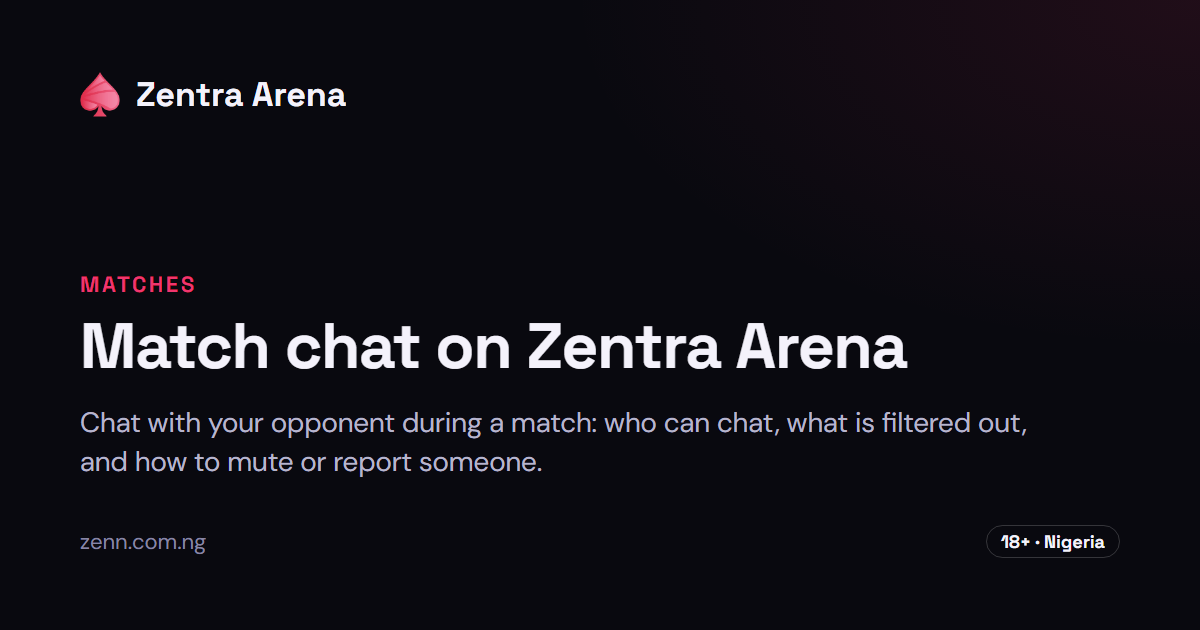 Zentra Arena
MATCHES
Match chat on Zentra Arena
Chat with your opponent during a match: who can chat, what is filtered out,
and how to mute or report someone.
zenn.com.ng
18+ · Nigeria